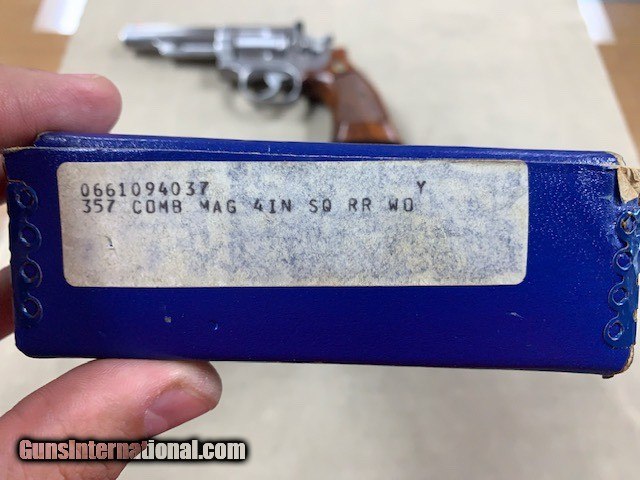 0661094037 Y
357 COMB MAG 4IN SQ RR WO
GunsInternational.com